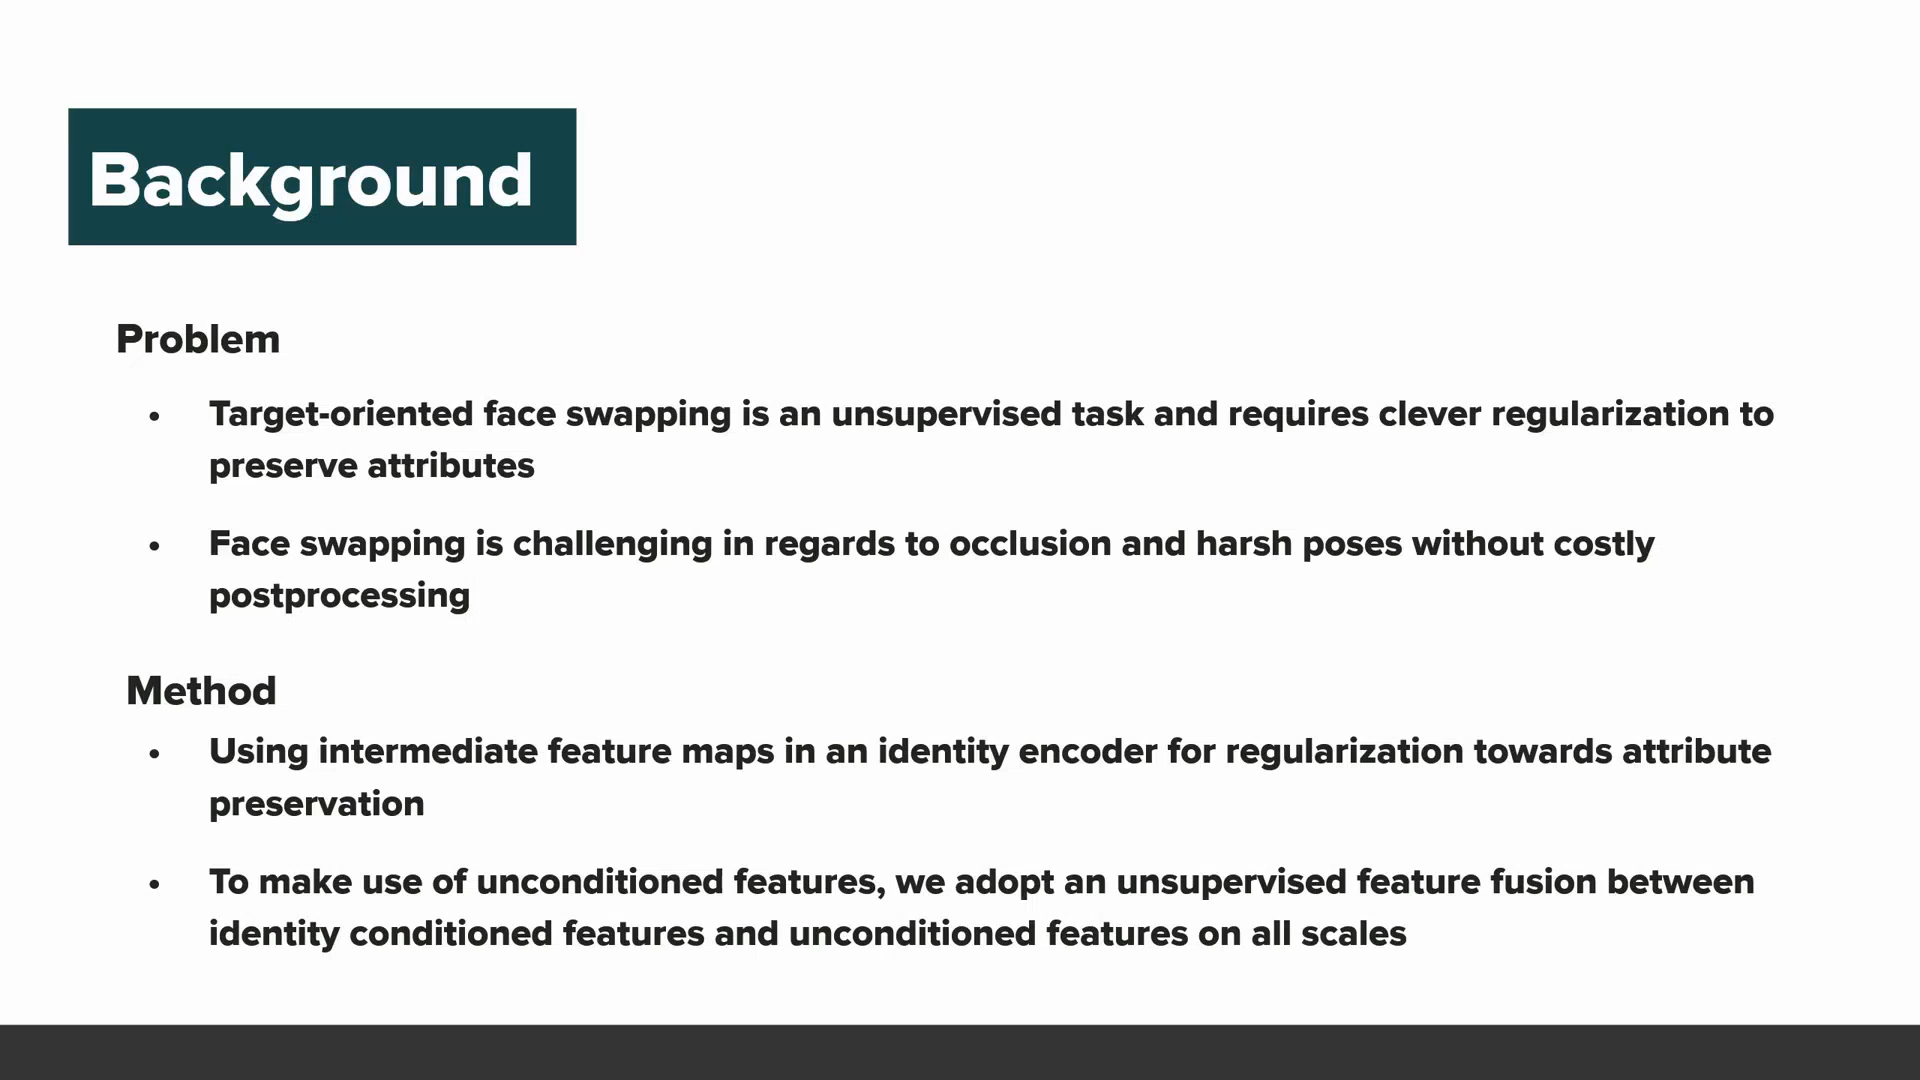 Background
Problem
• Target-oriented face swapping is an unsupervised task and requires clever regularization to
preserve attributes
• Face swapping is challenging in regards to occlusion and harsh poses without costly
postprocessing
Method
• Using intermediate feature maps in an identity encoder for regularization towards attribute
preservation
• To make use of unconditioned features, we adopt an unsupervised feature fusion between
identity conditioned features and unconditioned features on all scales